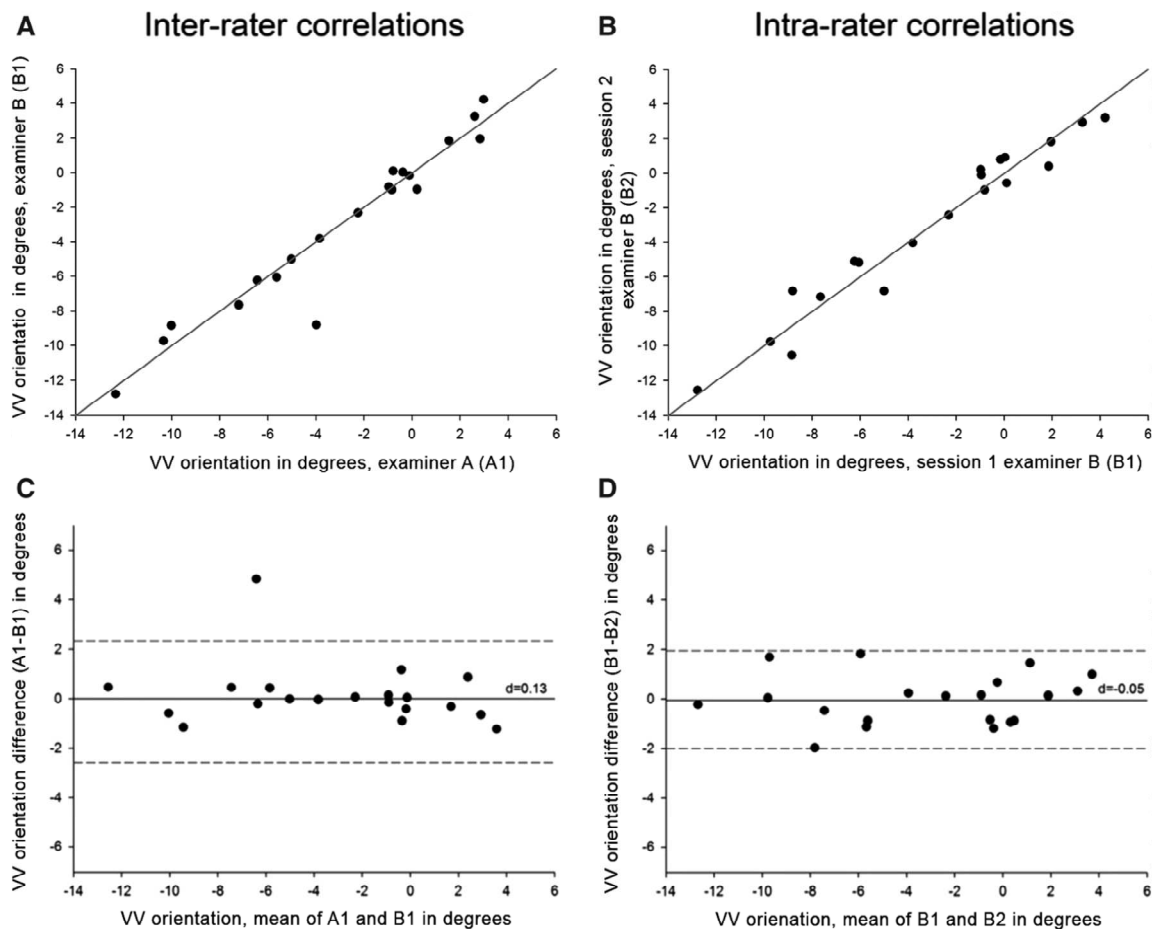 A
Inter-rater correlations
VV orientatio  in degrees, examiner B (B1)
6
4
2
0
-2
-4
-6
-8
-10
-12
-14
-14 -12 -10 -8 -6 -4 -2 0 2 4 6
VV orientation in degrees, examiner A (A1)
B
Intra-rater correlations
VV orientation in degrees, session 2
examiner B (B2)
6
4
2
0
-2
-4
-6
-8
-10
-12
-14
-14 -12 -10 -8 -6 -4 -2 0 2 4 6
VV orientation in degrees, session 1 examiner B (B1)
C
VV orientation difference (A1-B1) in degrees
6
4
2
0
-2
-4
-6
d=0.13
-14 -12 -10 -8 -6 -4 -2 0 2 4 6
VV orientation, mean of A1 and B1 in degrees
D
VV orientation difference (B1-B2) in degrees
6
4
2
0
-2
-4
-6
d=-0.05
-14 -12 -10 -8 -6 -4 -2 0 2 4 6
VV orientation, mean of B1 and B2 in degrees